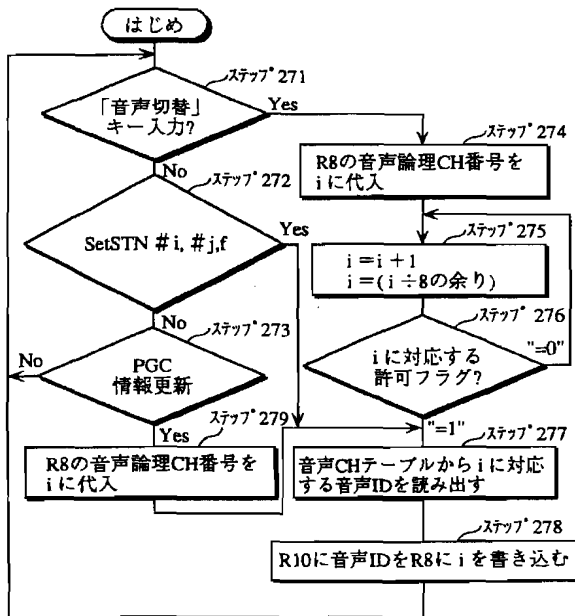 はじめ
ステップ271
「音声切替」
キー入力?
Yes
No
ステップ272
SetSTN #i, #j,f
Yes
No
ステップ273
PGC
情報更新
No
Yes
ステップ279
R8の音声論理CH番号を
iに代入
ステップ274
R8の音声論理CH番号を
iに代入
ステップ275
i=i+1
i=(i÷8の余り)
ステップ276
iに対応する
許可フラグ?
"=0"
"=1"
ステップ277
音声CHテーブルからiに対応
する音声IDを読み出す
ステップ278
R10に音声IDをR8にiを書き込む